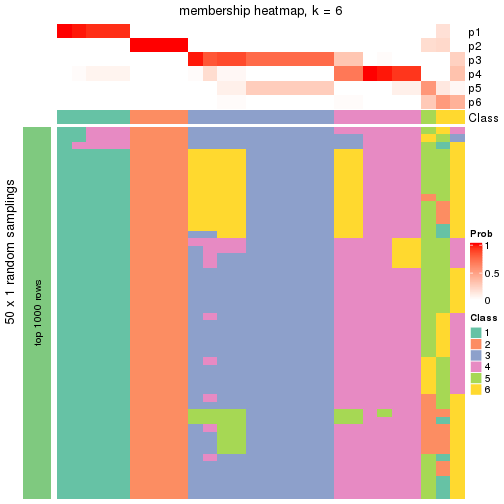 membership heatmap, k = 6
p1
p2
p3
p4
p5
p6
Class
50 x 1 random samplings
top 1000 rows
Prob
1
0.5
0
Class
1
2
3
4
5
6